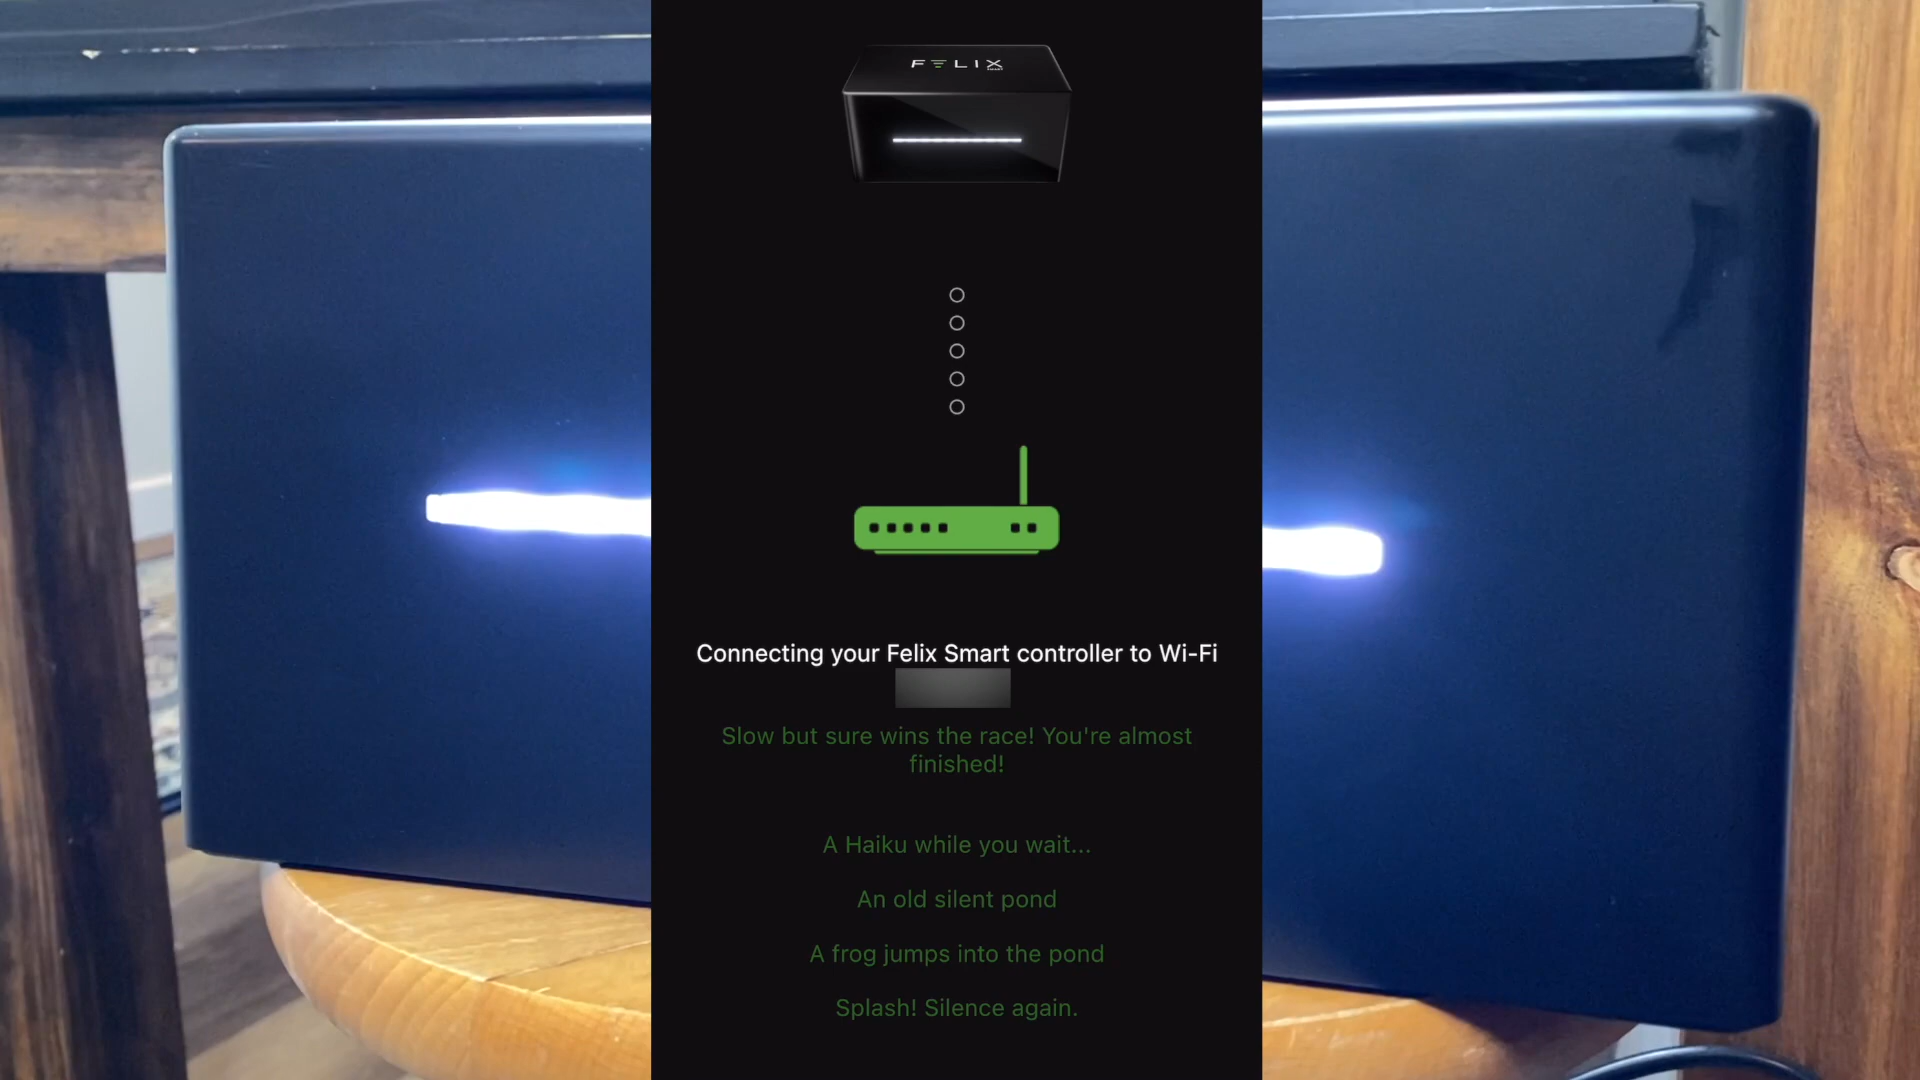 FELIX
SMART
Connecting your Felix Smart controller to Wi-Fi
Slow but sure wins the race! You're almost
finished!
A Haiku while you wait...
An old silent pond
A frog jumps into the pond
Splash! Silence again.